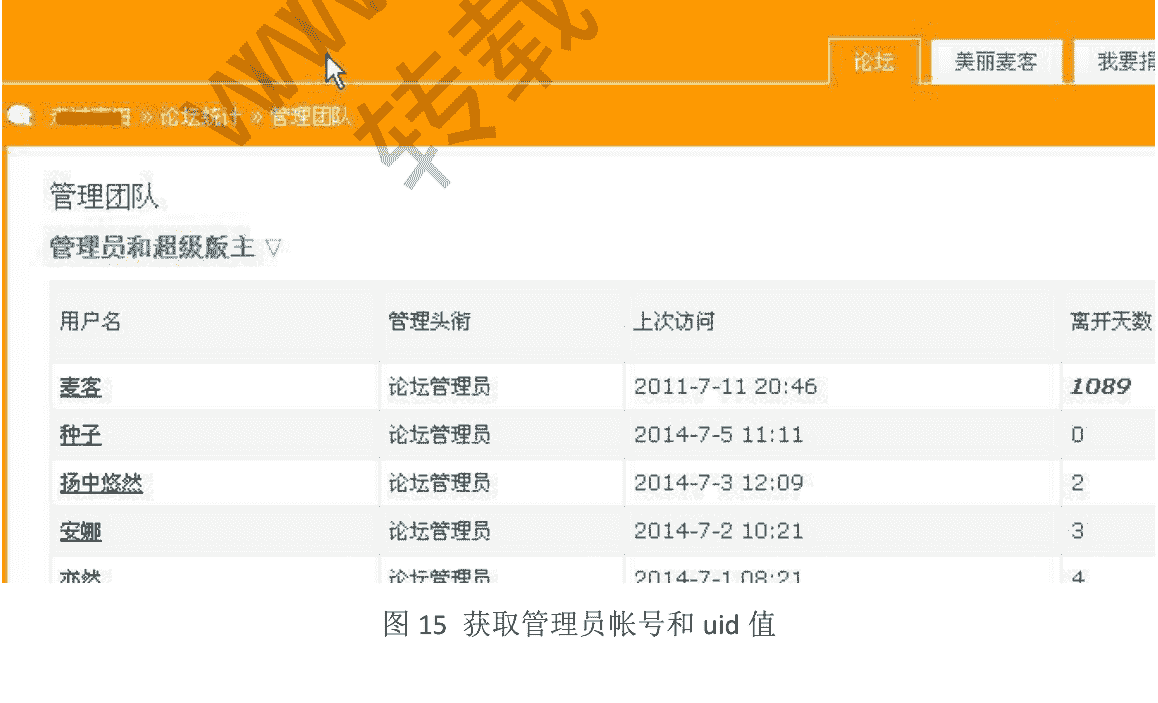 WWW
转载
论坛 美丽麦客 我要捐
» 论坛统计 » 管理团队
管理团队
管理员和超级版主 ▽
用户名 管理头衔 上次访问 离开天数
麦客 论坛管理员 2011-7-11 20:46 1089
种子 论坛管理员 2014-7-5 11:11 0
扬中悠然 论坛管理员 2014-7-3 12:09 2
安娜 论坛管理员 2014-7-2 10:21 3
亦然 论坛管理员 2014-7-1 08:21 4
图 15 获取管理员帐号和 uid 值